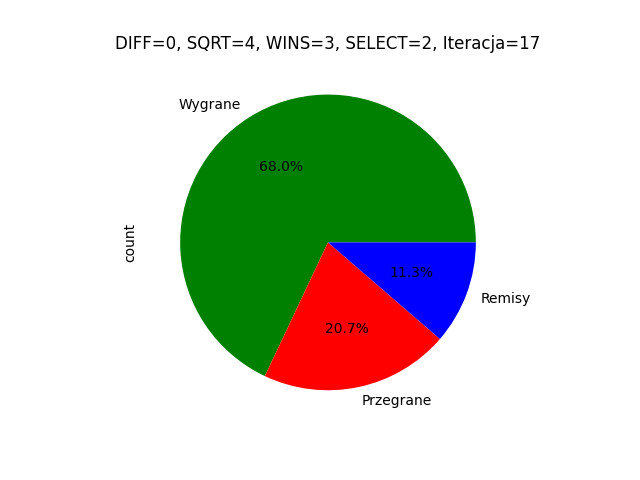 DIFF=0, SQRT=4, WINS=3, SELECT=2, Iteracja=17
Wygrane
68.0%
count
11.3%
Remisy
20.7%
Przegrane